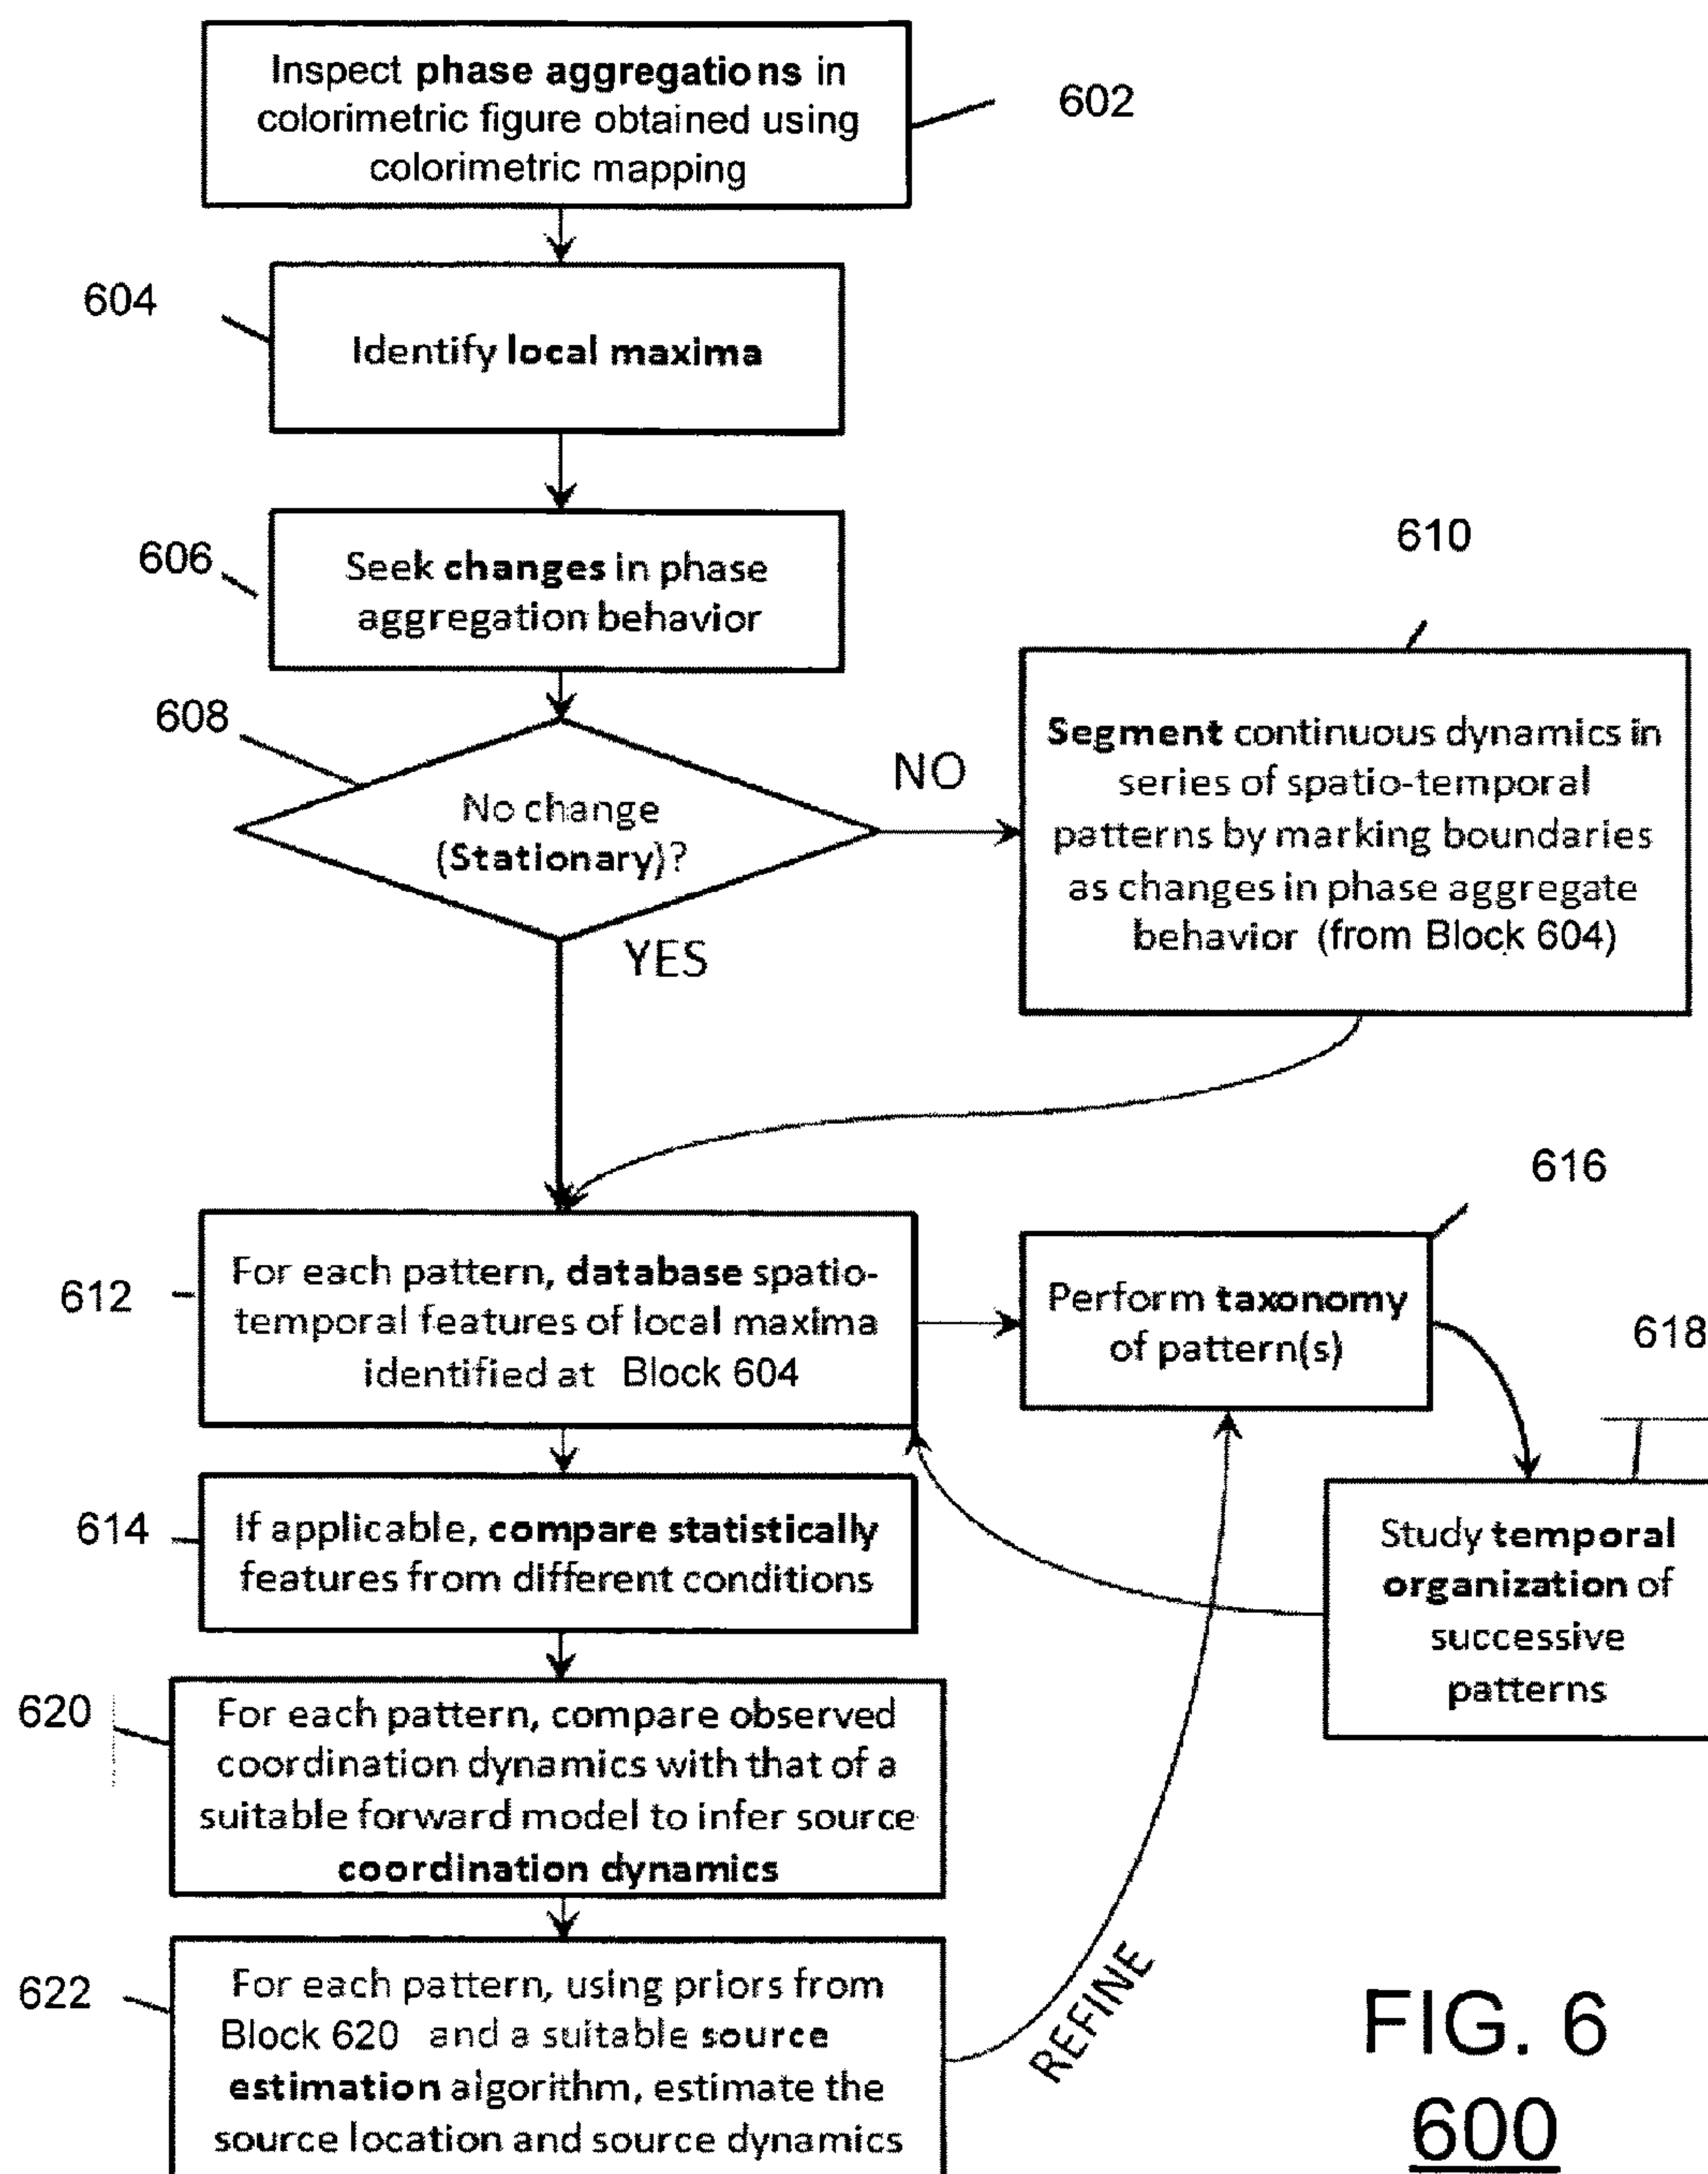 Inspect phase aggregations in
colorimetric figure obtained using
colorimetric mapping
602
604
Identify local maxima
606
Seek changes in phase
aggregation behavior
608
No change
(Stationary)?
NO
YES
610
Segment continuous dynamics in
series of spatio-temporal
patterns by marking boundaries
as changes in phase aggregate
behavior (from Block 604)
612
For each pattern, database spatio-
temporal features of local maxima
identified at Block 604
616
Perform taxonomy
of pattern(s)
618
Study temporal
organization of
successive
patterns
614
If applicable, compare statistically
features from different conditions
620
For each pattern, compare observed
coordination dynamics with that of a
suitable forward model to infer source
coordination dynamics
622
For each pattern, using priors from
Block 620 and a suitable source
estimation algorithm, estimate the
source location and source dynamics
REFINE
FIG. 6
600